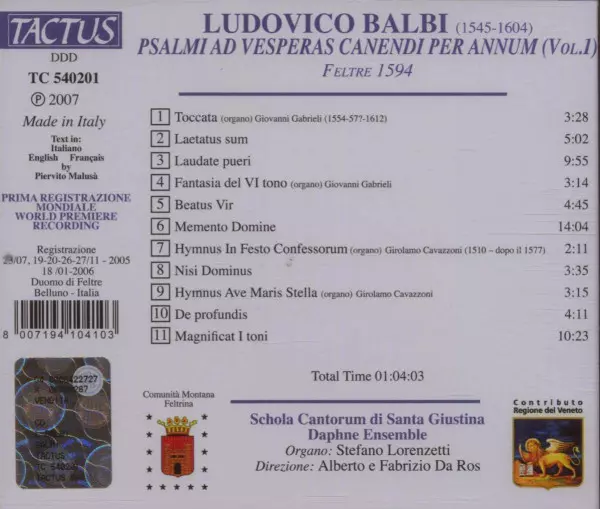 TACTUS
DDD
TC 540201
Ⓟ 2007
Made in Italy
Text in:
Italiano
English Français
by
Piervito Malusà
PRIMA REGISTRAZIONE
MONDIALE
WORLD PREMIERE
RECORDING
Registrazione
18 /01-2006
Duomo di Feltre
Belluno - Italia
8 007194 104103
LUDOVICO BALBI (1545-1604)
PSALMI AD VESPERAS CANENDI PER ANNUM (VOL.1)
FELTRE 1594
1 Toccata (organo) Giovanni Gabrieli (1554-57?-1612) 3:28
2 Laetatus sum 5:02
3 Laudate pueri 9:55
4 Fantasia del VI tono (organo) Giovanni Gabrieli 3:14
5 Beatus Vir 4:45
6 Memento Domine 14:04
7 Hymnus In Festo Confessorum (organo) Girolamo Cavazzoni (1510 – dopo il 1577) 2:11
8 Nisi Dominus 3:35
9 Hymnus Ave Maris Stella (organo) Girolamo Cavazzoni 3:15
10 De profundis 4:11
11 Magnificat I toni 10:23
Total Time 01:04:03
Comunità Montana
Feltrina
Schola Cantorum di Santa Giustina
Daphne Ensemble
Organo: Stefano Lorenzetti
Direzione: Alberto e Fabrizio Da Ros
Contributo
Regione del Veneto
CD
TACTUS